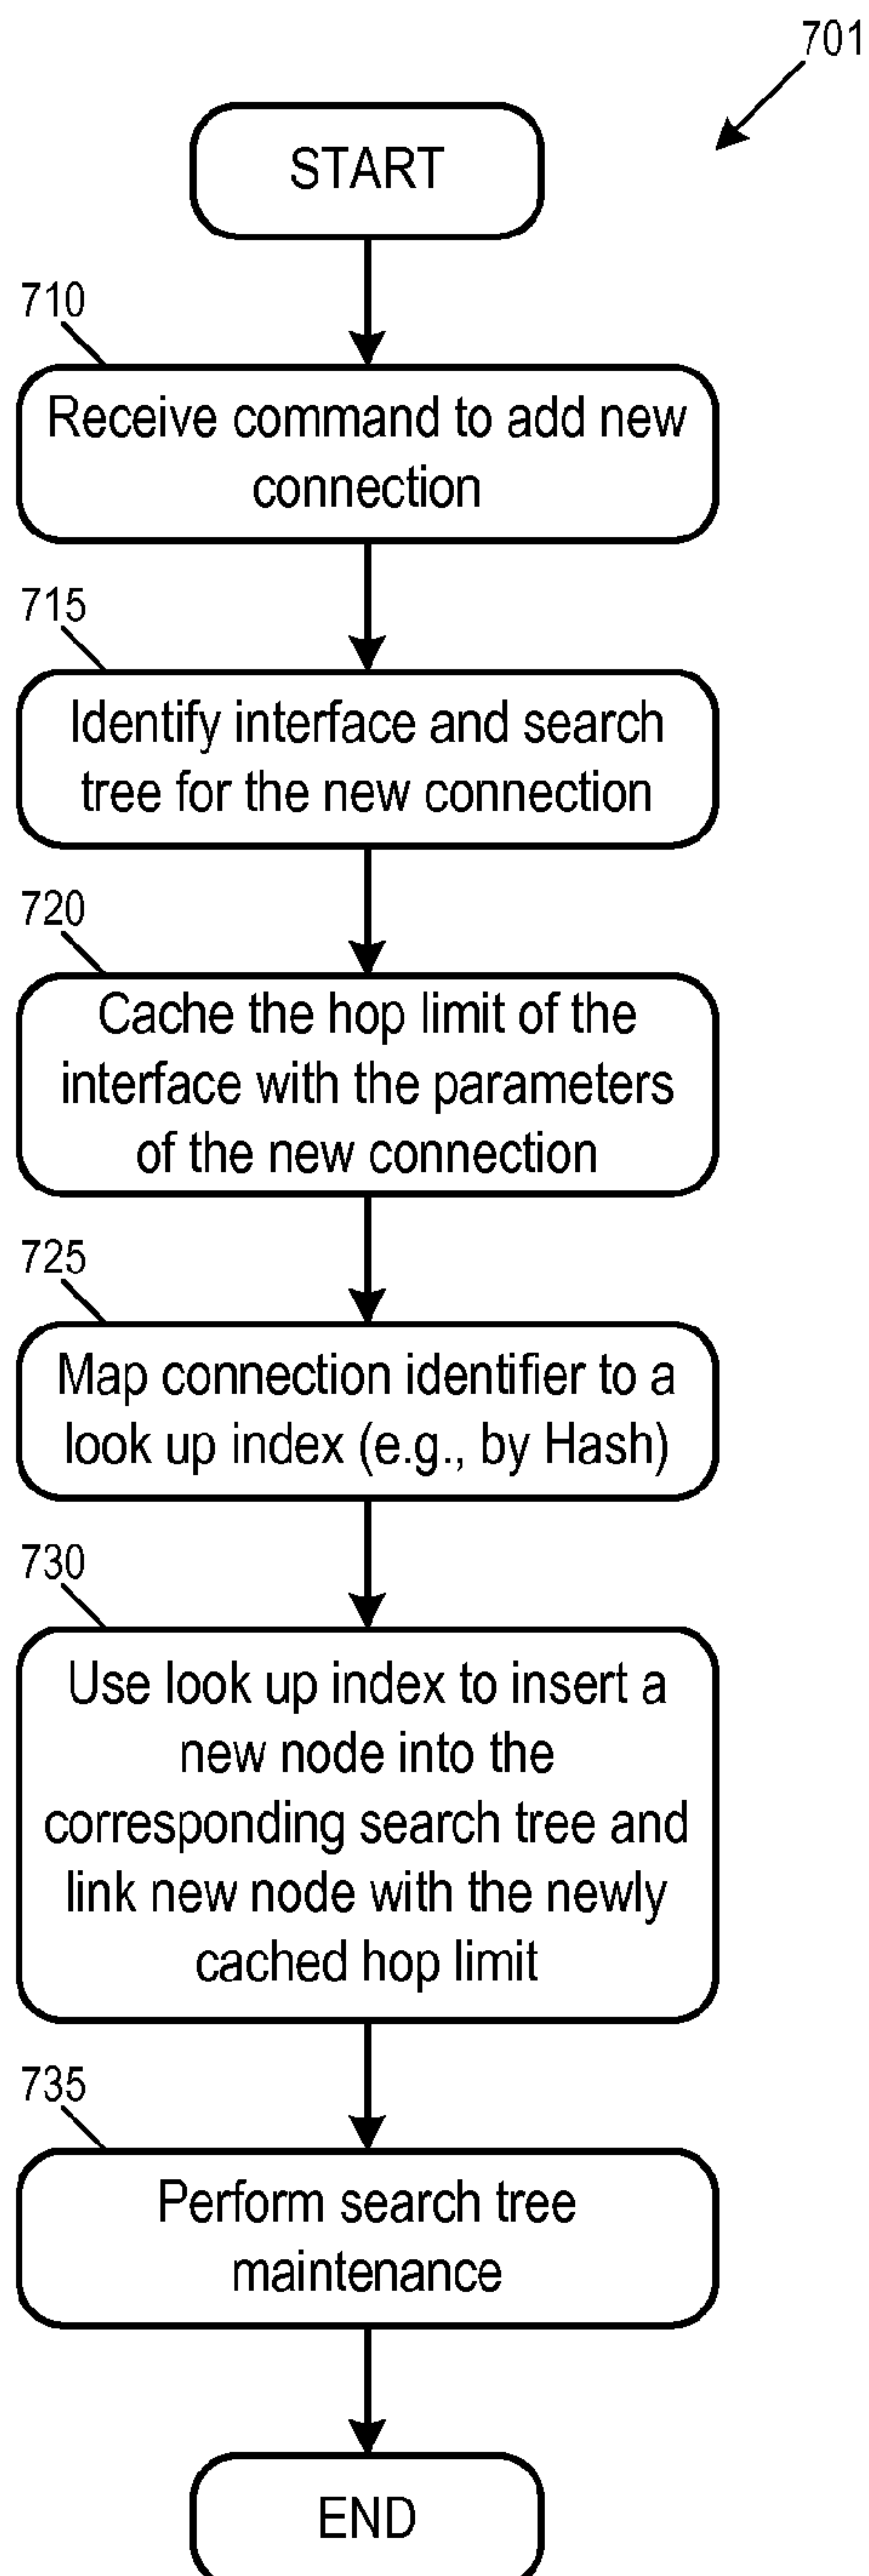 701
START
710
Receive command to add new
connection
715
Identify interface and search
tree for the new connection
720
Cache the hop limit of the
interface with the parameters
of the new connection
725
Map connection identifier to a
look up index (e.g., by Hash)
730
Use look up index to insert a
new node into the
corresponding search tree and
link new node with the newly
cached hop limit
735
Perform search tree
maintenance
END